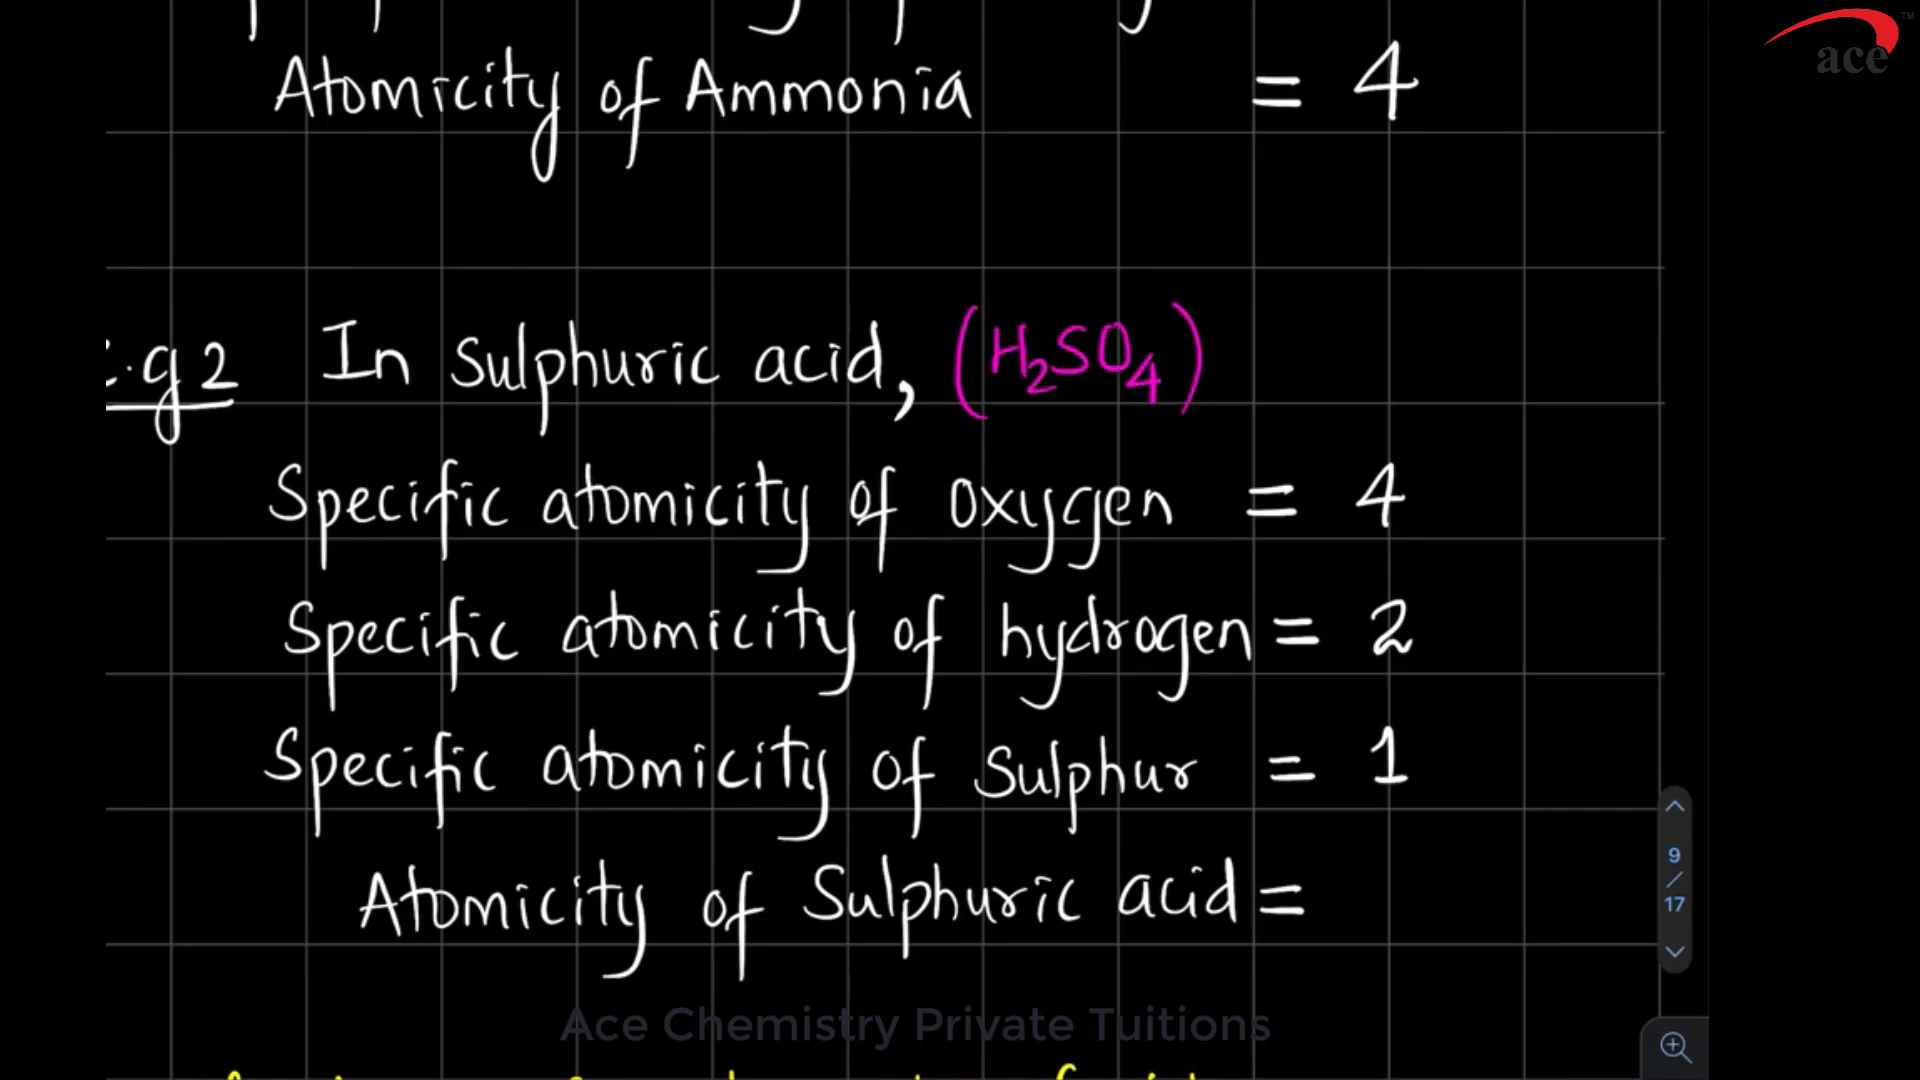 ace TM
Atomicity of Ammonia = 4
.g 2 In Sulphuric acid, (H₂SO₄)
Specific atomicity of oxygen = 4
Specific atomicity of hydrogen = 2
Specific atomicity of Sulphur = 1
Atomicity of Sulphuric acid =
9
/
17
Ace Chemistry Private Tuitions